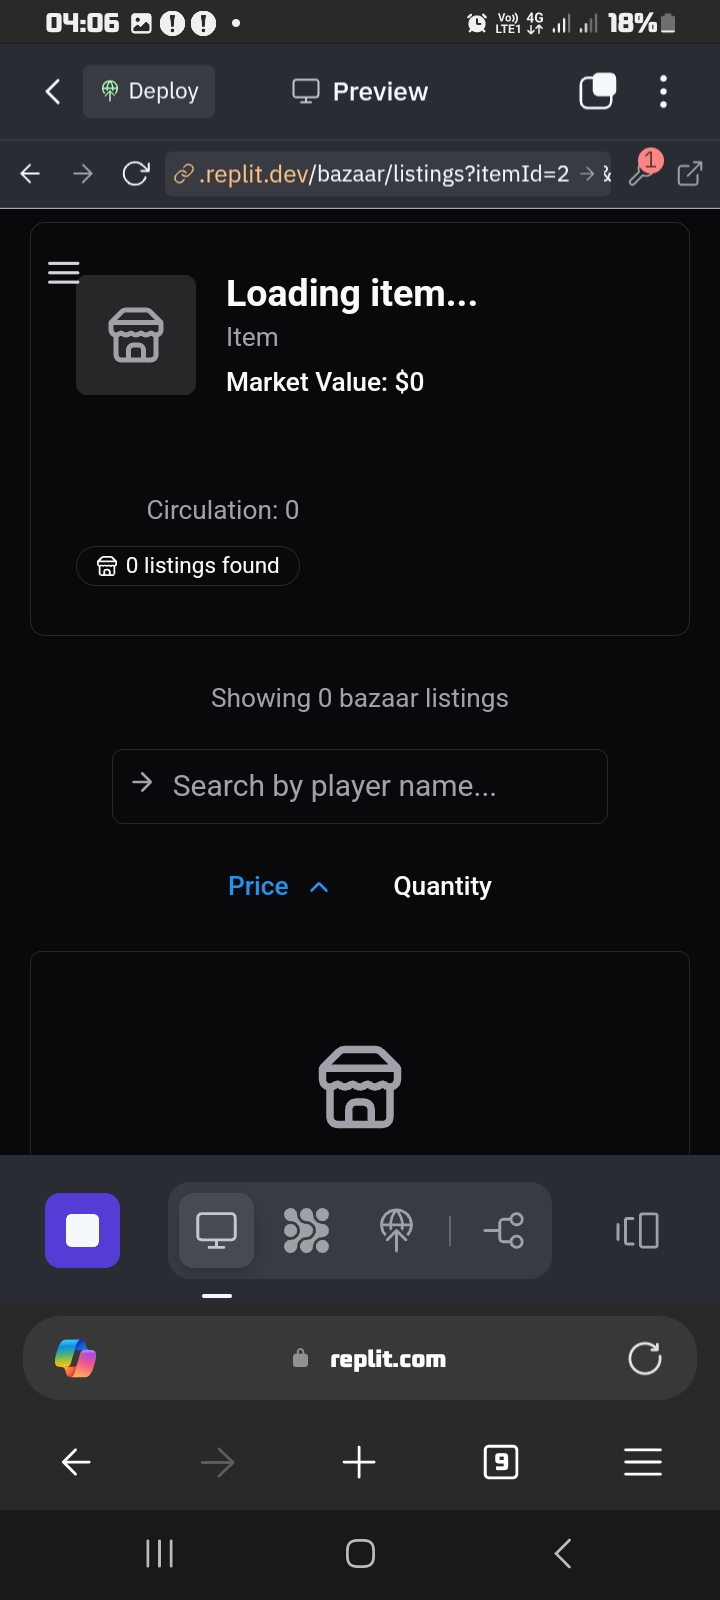 04:06
Vo)) 4G
LTE1
18%
Deploy
Preview
.replit.dev/bazaar/listings?itemId=2
1
Loading item...
Item
Market Value: $0
Circulation: 0
0 listings found
Showing 0 bazaar listings
Search by player name...
Price
Quantity
replit.com
9